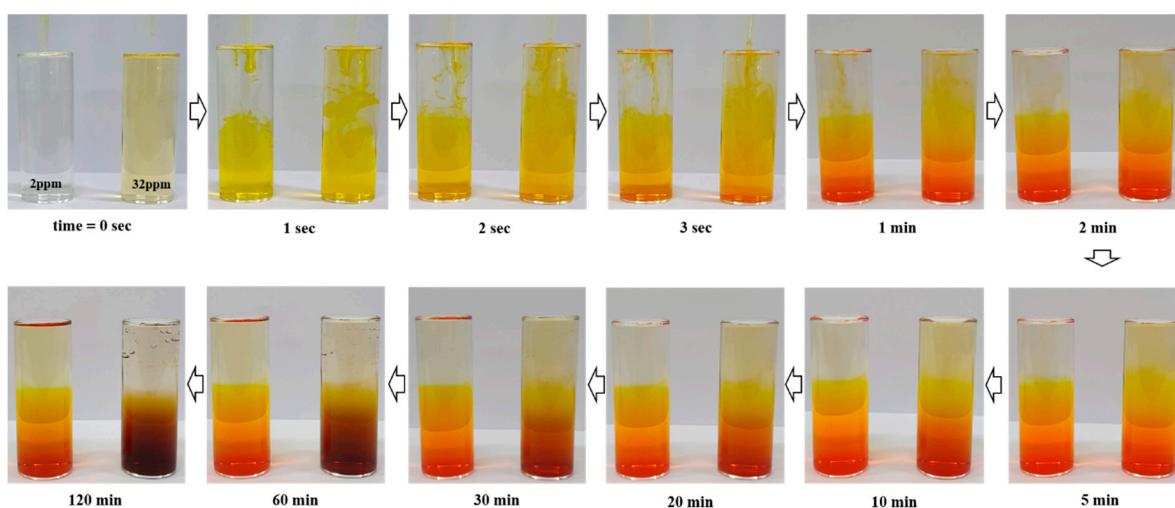 2ppm
32ppm
time = 0 sec
1 sec
2 sec
3 sec
1 min
2 min
120 min
60 min
30 min
20 min
10 min
5 min